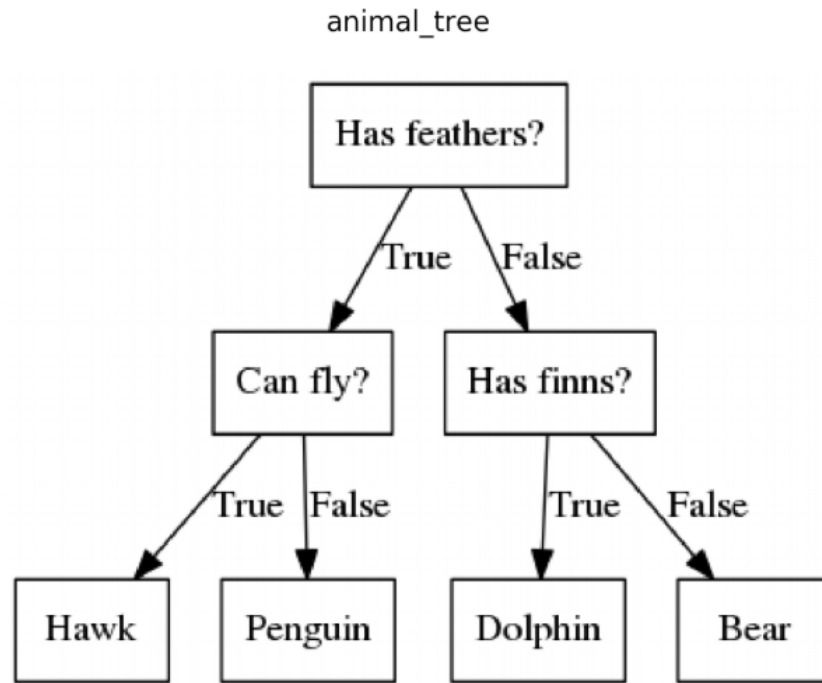 animal_tree
Has feathers?
True
False
Can fly?
Has finns?
True
False
True
False
Hawk
Penguin
Dolphin
Bear